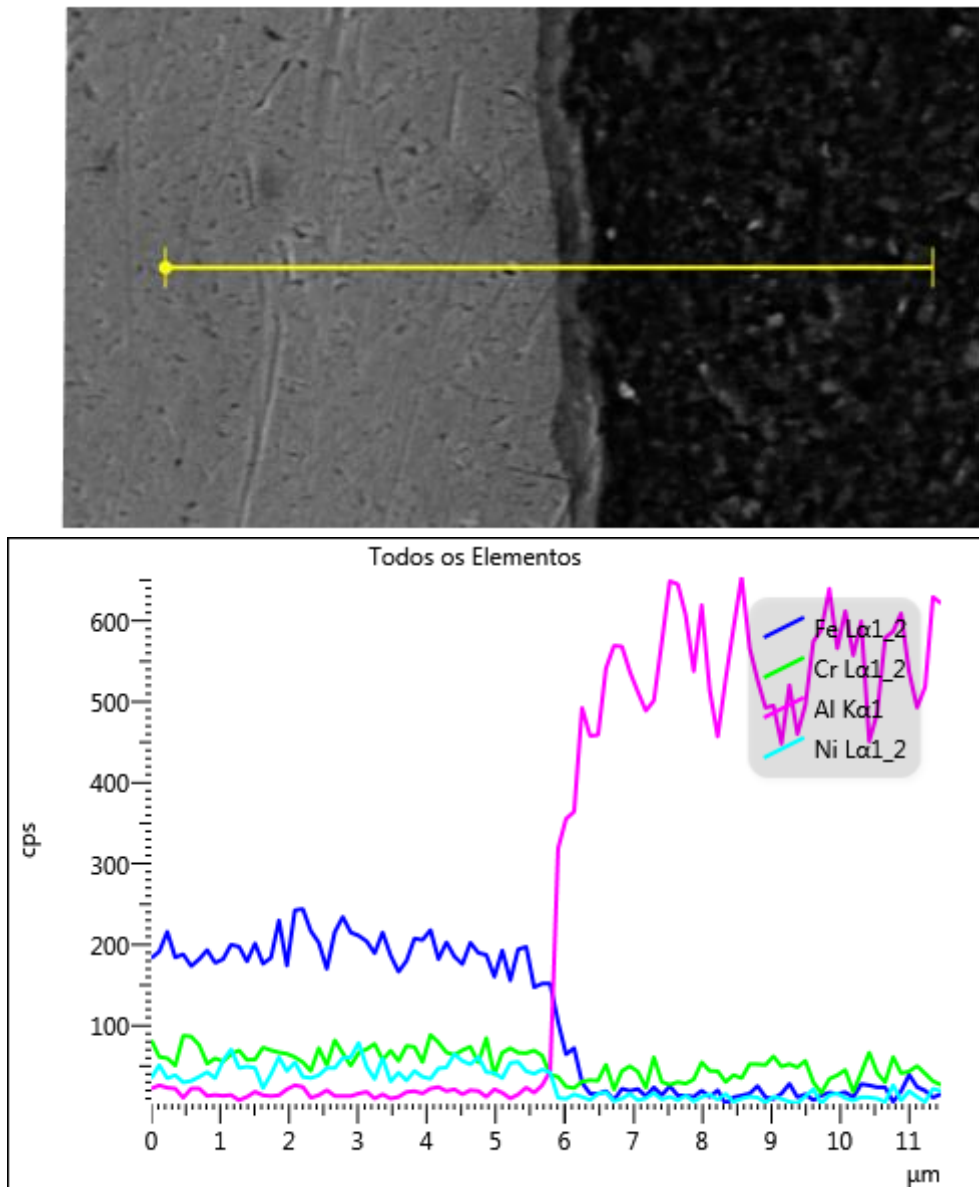 Todos os Elementos
600
500
400
300
200
100
cps
Fe Lα1_2
Cr Lα1_2
Al Kα1
Ni Lα1_2
0 1 2 3 4 5 6 7 8 9 10 11
µm